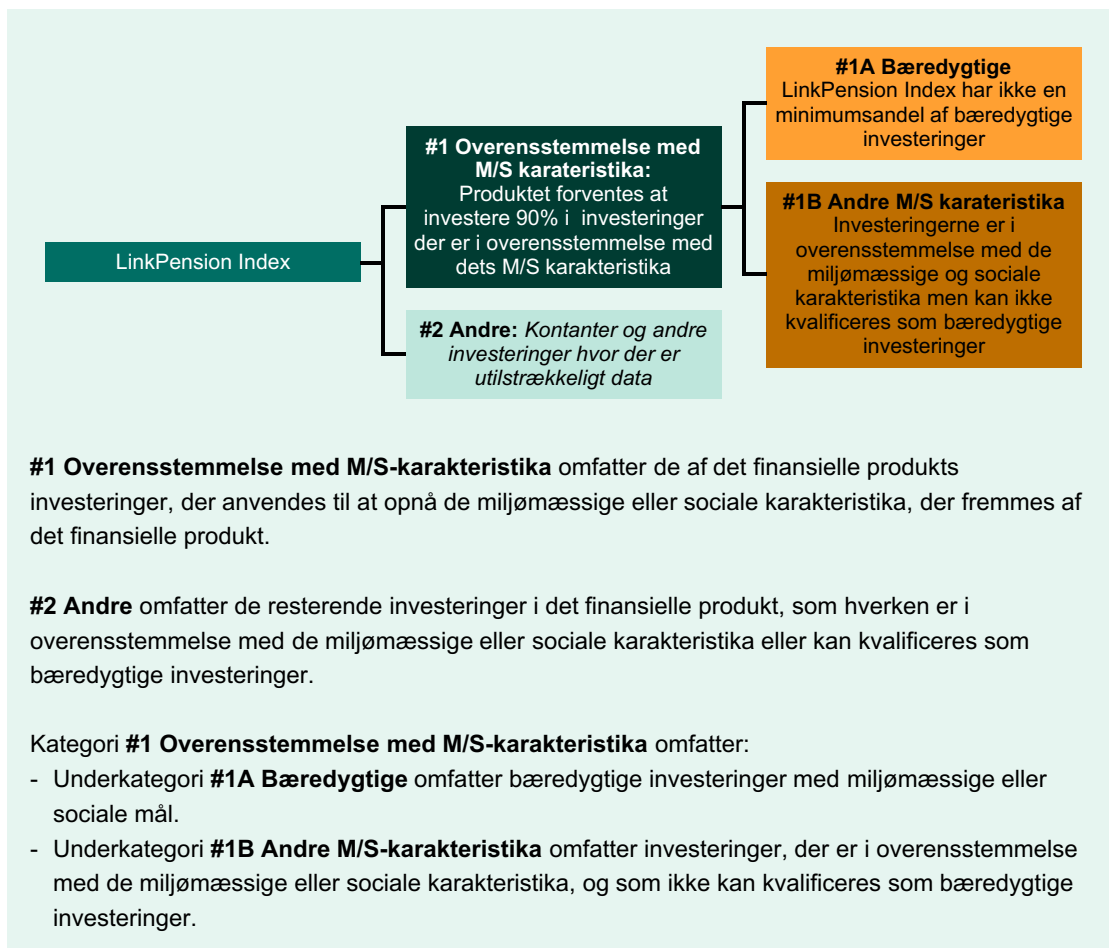 LinkPension Index
#1 Overensstemmelse med
M/S karateristika:
Produktet forventes at
investere 90% i investeringer
der er i overensstemmelse med
dets M/S karakteristika
#2 Andre: Kontanter og andre
investeringer hvor der er
utilstrækkeligt data
#1A Bæredygtige
LinkPension Index har ikke en
minimumsandel af bæredygtige
investeringer
#1B Andre M/S karateristika
Investeringerne er i
overensstemmelse med de
miljømæssige og sociale
karakteristika men kan ikke
kvalificeres som bæredygtige
investeringer
#1 Overensstemmelse med M/S-karakteristika omfatter de af det finansielle produkts
investeringer, der anvendes til at opnå de miljømæssige eller sociale karakteristika, der fremmes af
det finansielle produkt.
#2 Andre omfatter de resterende investeringer i det finansielle produkt, som hverken er i
overensstemmelse med de miljømæssige eller sociale karakteristika eller kan kvalificeres som
bæredygtige investeringer.
Kategori #1 Overensstemmelse med M/S-karakteristika omfatter:
- Underkategori #1A Bæredygtige omfatter bæredygtige investeringer med miljømæssige eller
sociale mål.
- Underkategori #1B Andre M/S-karakteristika omfatter investeringer, der er i overensstemmelse
med de miljømæssige eller sociale karakteristika, og som ikke kan kvalificeres som bæredygtige
investeringer.